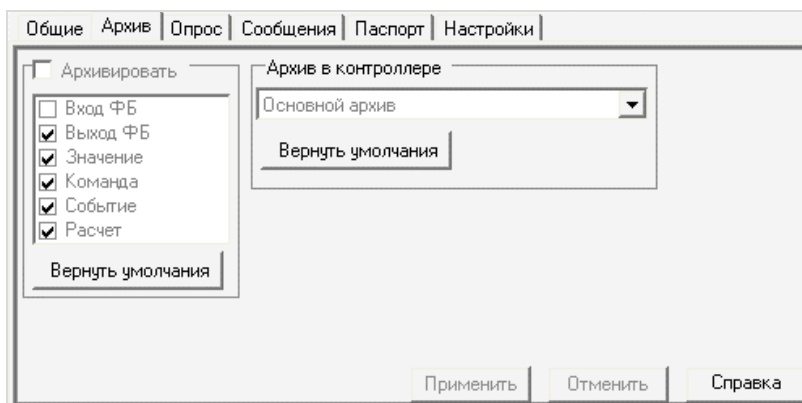 Общие Архив Опрос Сообщения Паспорт Настройки
Архивировать
Вход ФБ
Выход ФБ
Значение
Команда
Событие
Расчет
Вернуть умолчания
Архив в контроллере
Основной архив
Вернуть умолчания
Применить Отменить Справка